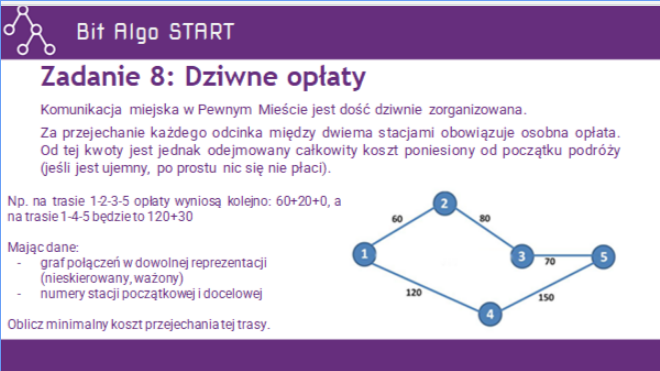 Bit Algo START
Zadanie 8: Dziwne opłaty
Komunikacja miejska w Pewnym Mieście jest dość dziwnie zorganizowana.
Za przejechanie każdego odcinka między dwiema stacjami obowiązuje osobna opłata.
Od tej kwoty jest jednak odejmowany całkowity koszt poniesiony od początku podróży
(jeśli jest ujemny, po prostu nic się nie płaci).
Np. na trasie 1-2-3-5 opłaty wyniosą kolejno: 60+20+0, a
na trasie 1-4-5 będzie to 120+30
Mając dane:
- graf połączeń w dowolnej reprezentacji
(nieskierowany, ważony)
- numery stacji początkowej i docelowej
Oblicz minimalny koszt przejechania tej trasy.
2
60
80
1
3
70
5
120
150
4